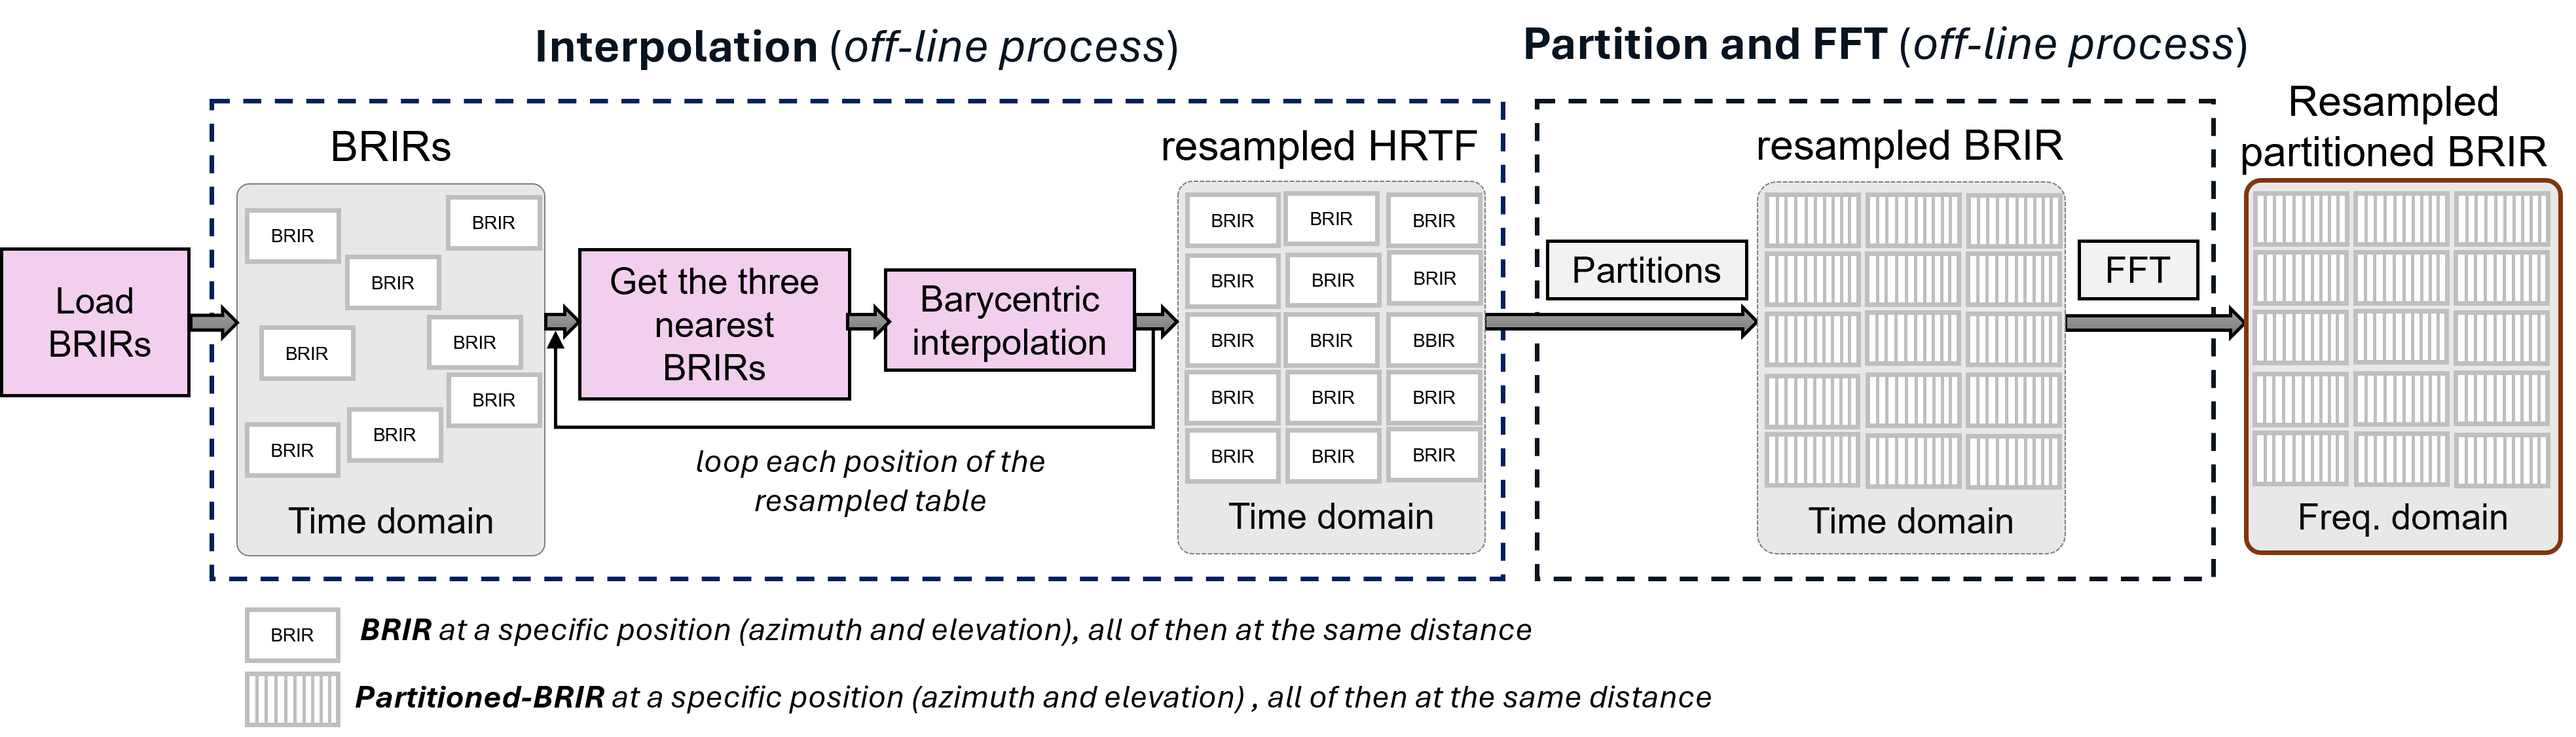 Interpolation (off-line process)
Partition and FFT (off-line process)
Load
BRIRs
BRIRs
BRIR
BRIR
BRIR
BRIR
BRIR
BRIR
BRIR
BRIR
Time domain
Get the three
nearest
BRIRs
Barycentric
interpolation
loop each position of the
resampled table
resampled HRTF
BRIR BRIR BRIR
BRIR BRIR BRIR
BRIR BRIR BBIR
BRIR BRIR BRIR
BRIR BRIR BRIR
Time domain
Partitions
resampled BRIR
Time domain
FFT
Resampled
partitioned BRIR
Freq. domain
BRIR
BRIR at a specific position (azimuth and elevation), all of then at the same distance
Partitioned-BRIR at a specific position (azimuth and elevation) , all of then at the same distance